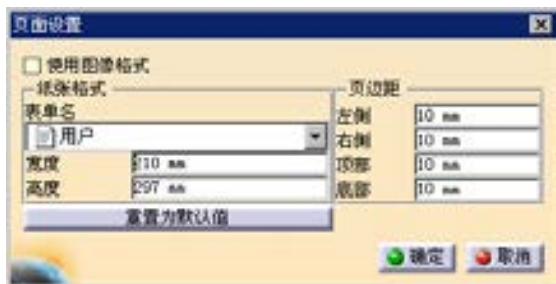 页面设置
使用图像格式
纸张格式
表单名
用户
宽度 210 mm
高度 297 mm
重置为默认值
页边距
左侧 10 mm
右侧 10 mm
顶部 10 mm
底部 10 mm
确定
取消